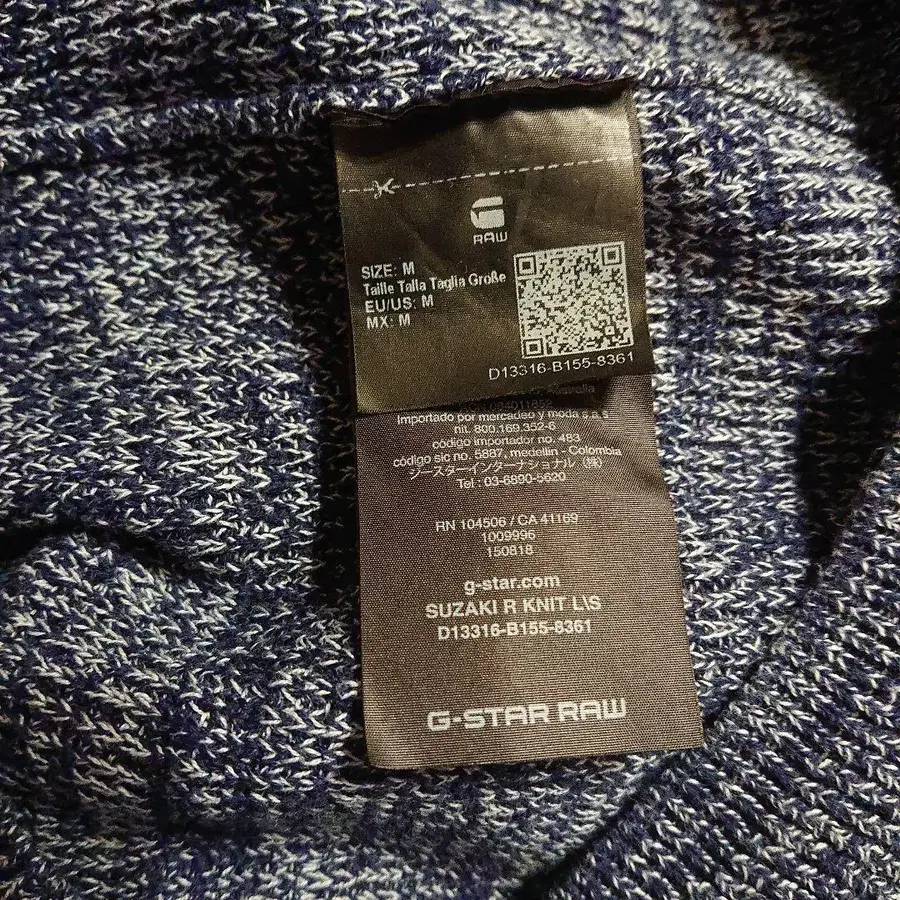 RAW
SIZE: M
Taille Talla Taglia Größe
EU/US: M
MX: M
D13316-B155-8361
Importado por mercadeo y moda s.a.s
nit. 800.169.352-6
código importador no. 483
código sic no. 5887, medellin - Colombia
ジースターインターナショナル（株）
Tel : 03-6890-5620
RN 104506 / CA 41169
1009996
150818
g-star.com
SUZAKI R KNIT L\S
D13316-B155-8361
G-STAR RAW